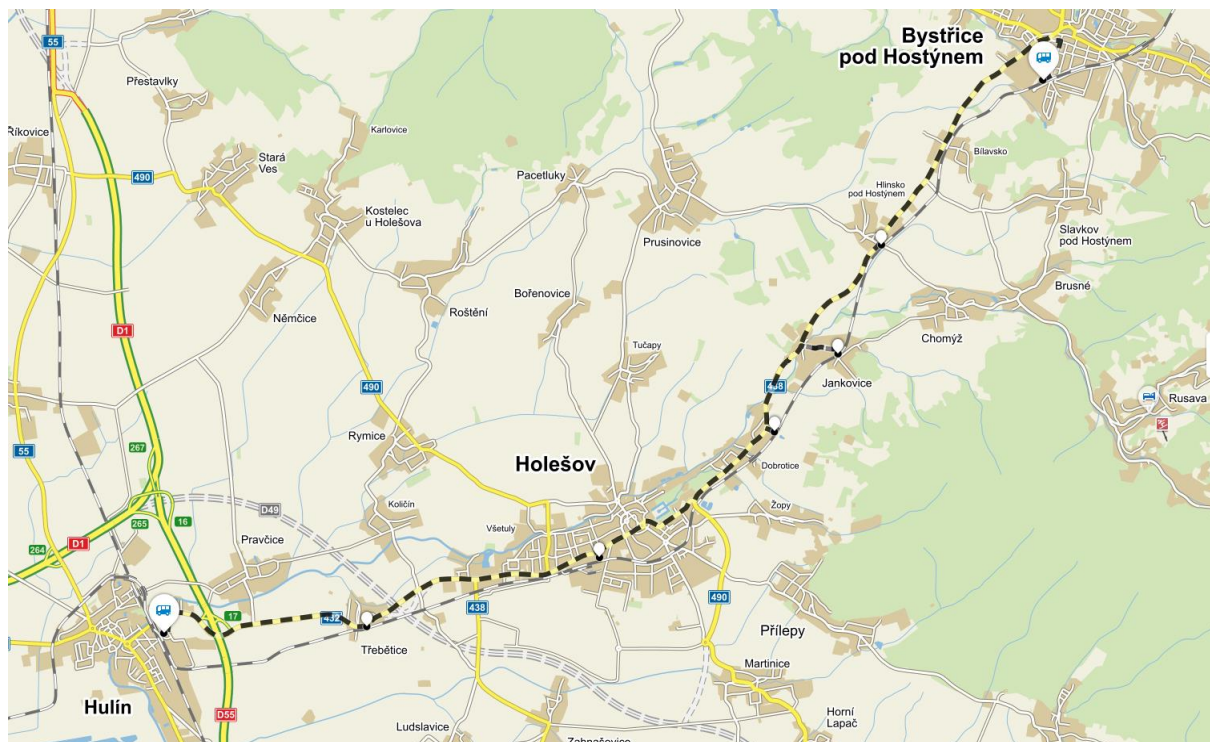 55
Bystřice
pod Hostýnem
Přestavlky
Říkovice
Karlovice
Bílavsko
Stará
Ves
490
Pacetluky
Hlinsko
pod Hostýnem
Kostelec
u Holešova
Slavkov
pod Hostýnem
Prusinovice
Brusné
Bořenovice
Roštění
Němčice
D1
Chomýž
Tučapy
Jankovice
490
438
Rusava
Rymice
55
267
Holešov
Dobrotice
Količín
D49
Všetuly
Žopy
265
16
264
D1
Pravčice
490
438
17
432
Přílepy
Třebětice
Martinice
Hulín
D55
Horní
Lapač
Ludslavice
Zahnašovice